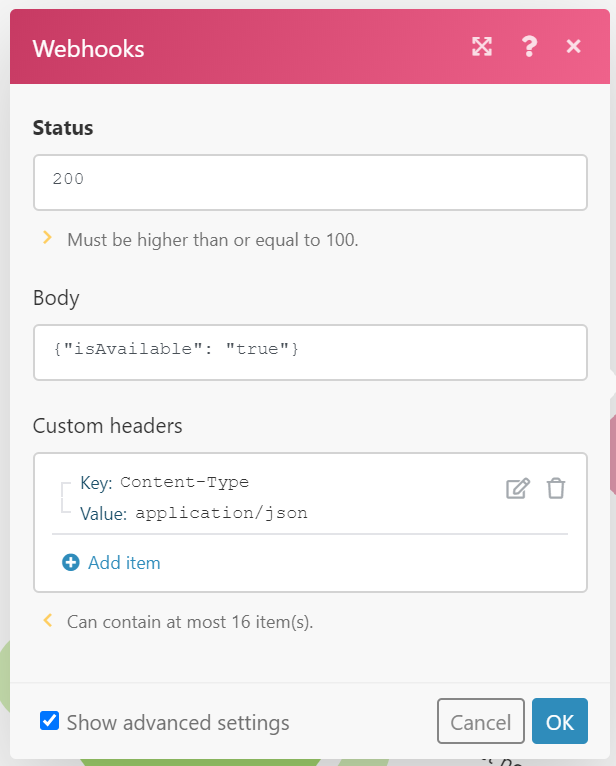 Webhooks
Status
200
Must be higher than or equal to 100.
Body
{"isAvailable": "true"}
Custom headers
Key: Content-Type
Value: application/json
Add item
Can contain at most 16 item(s).
Show advanced settings
Cancel
OK